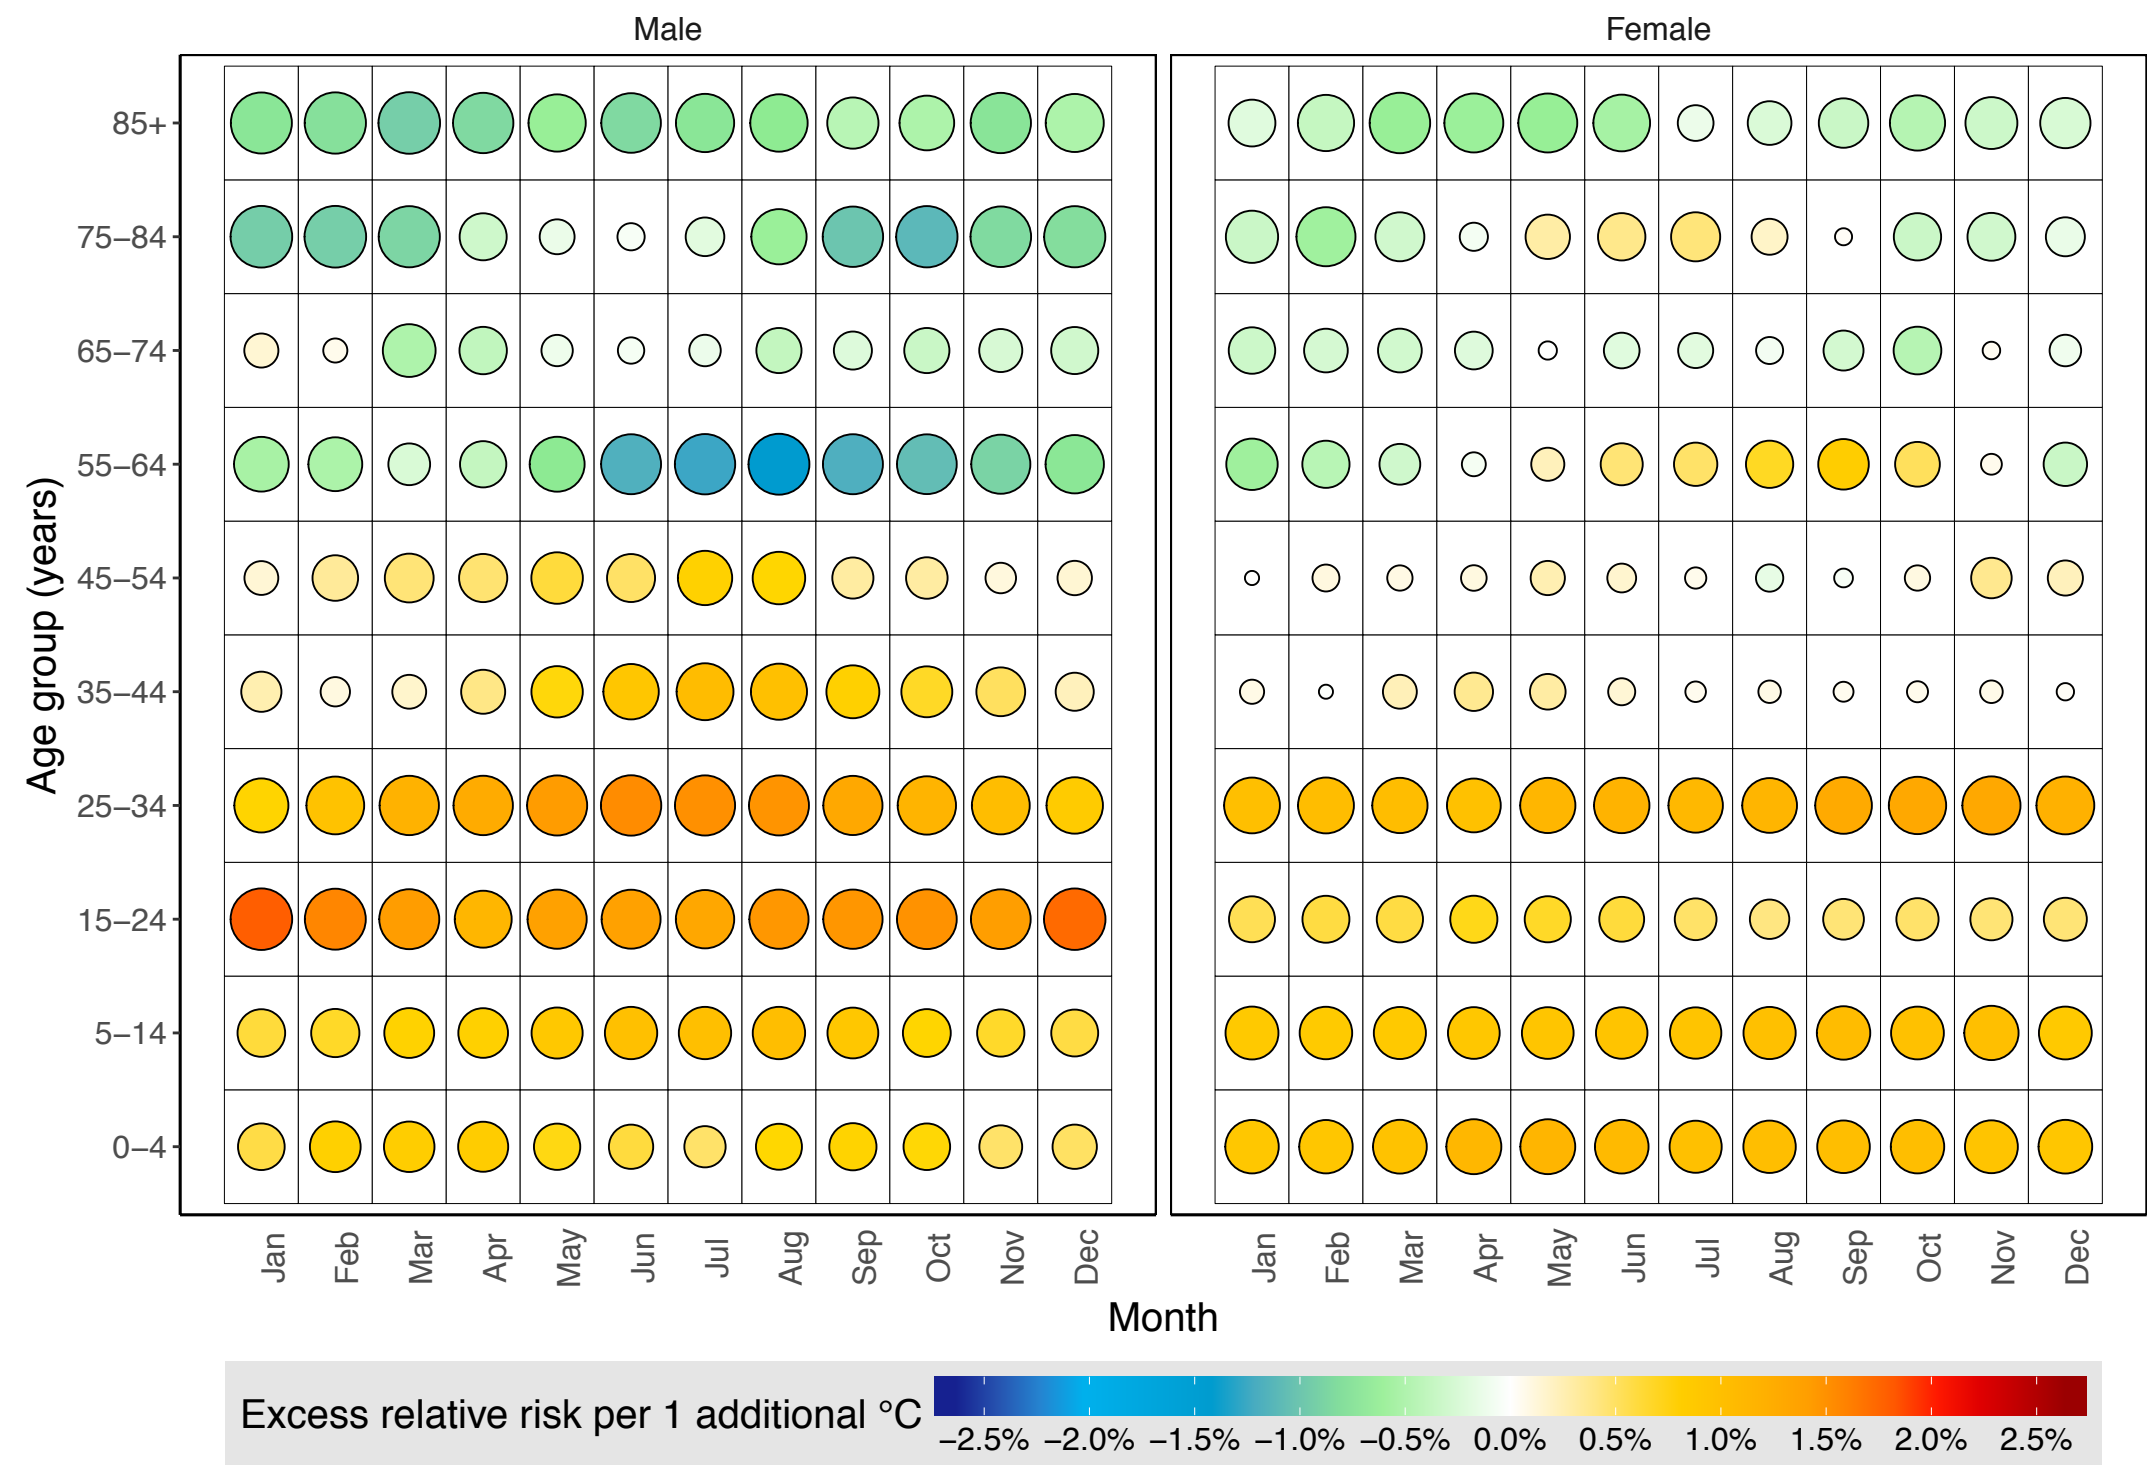 Male
Female
Age group (years)
85+
75–84
65–74
55–64
45–54
35–44
25–34
15–24
5–14
0–4
Jan Feb Mar Apr May Jun Jul Aug Sep Oct Nov Dec
Jan Feb Mar Apr May Jun Jul Aug Sep Oct Nov Dec
Month
Excess relative risk per 1 additional °C
−2.5% −2.0% −1.5% −1.0% −0.5% 0.0% 0.5% 1.0% 1.5% 2.0% 2.5%